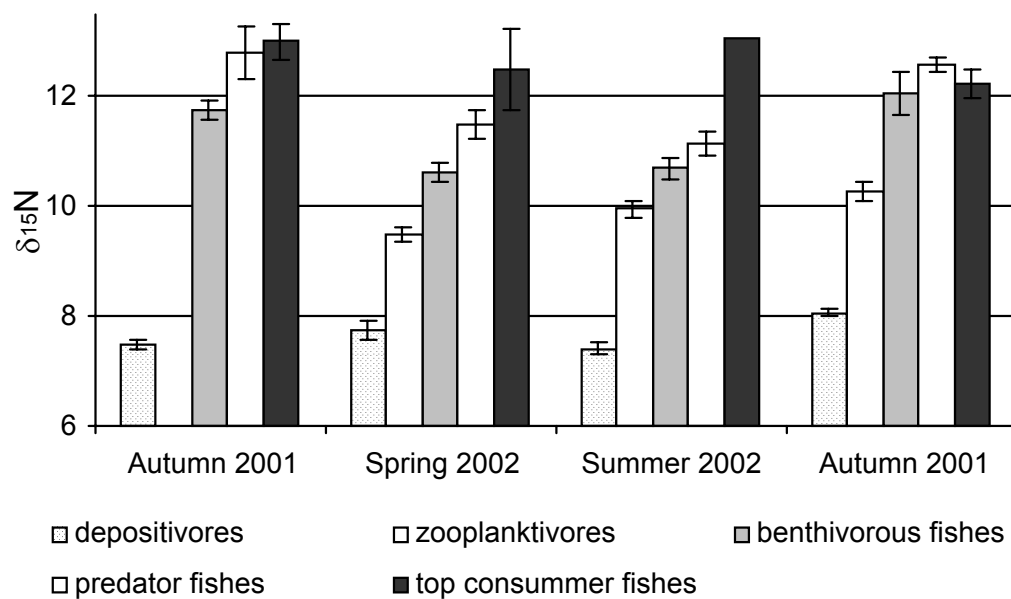 12
10
8
6
δ15N
Autumn 2001 Spring 2002 Summer 2002 Autumn 2001
depositivores zooplanktivores benthivorous fishes
predator fishes top consummer fishes